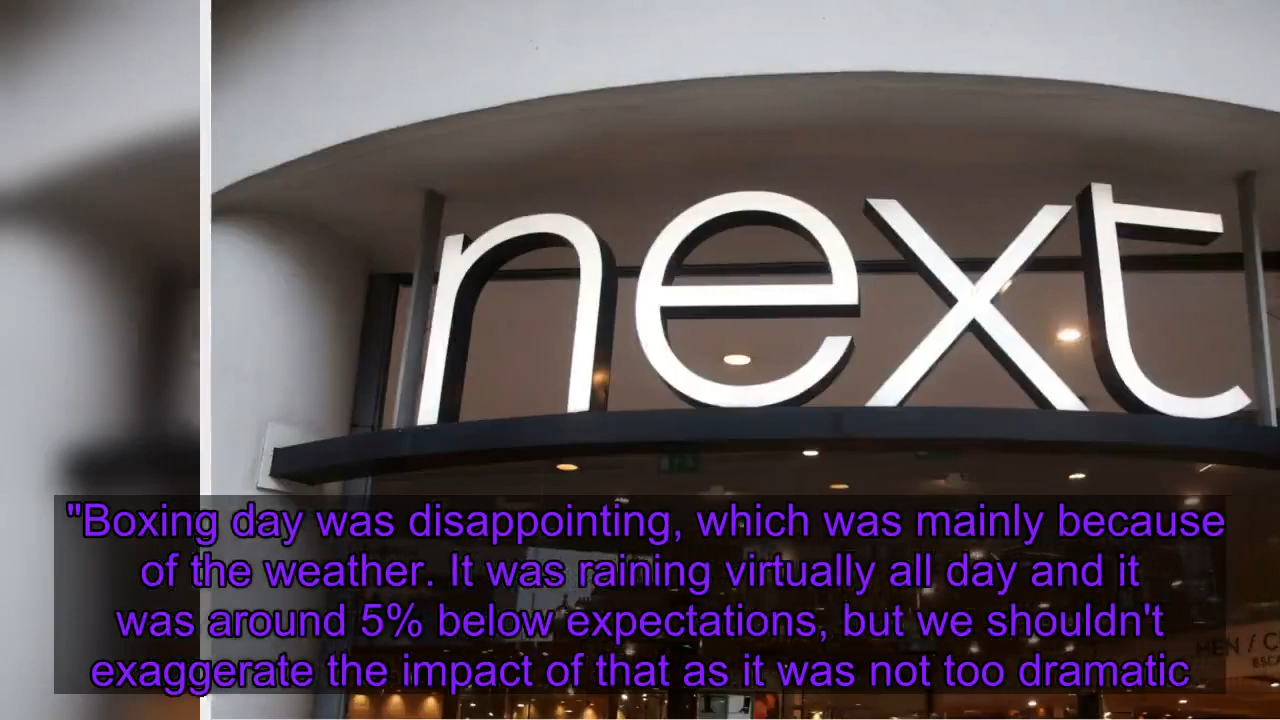 next
"Boxing day was disappointing, which was mainly because
of the weather. It was raining virtually all day and it
was around 5% below expectations, but we shouldn't
exaggerate the impact of that as it was not too dramatic
MEN / C